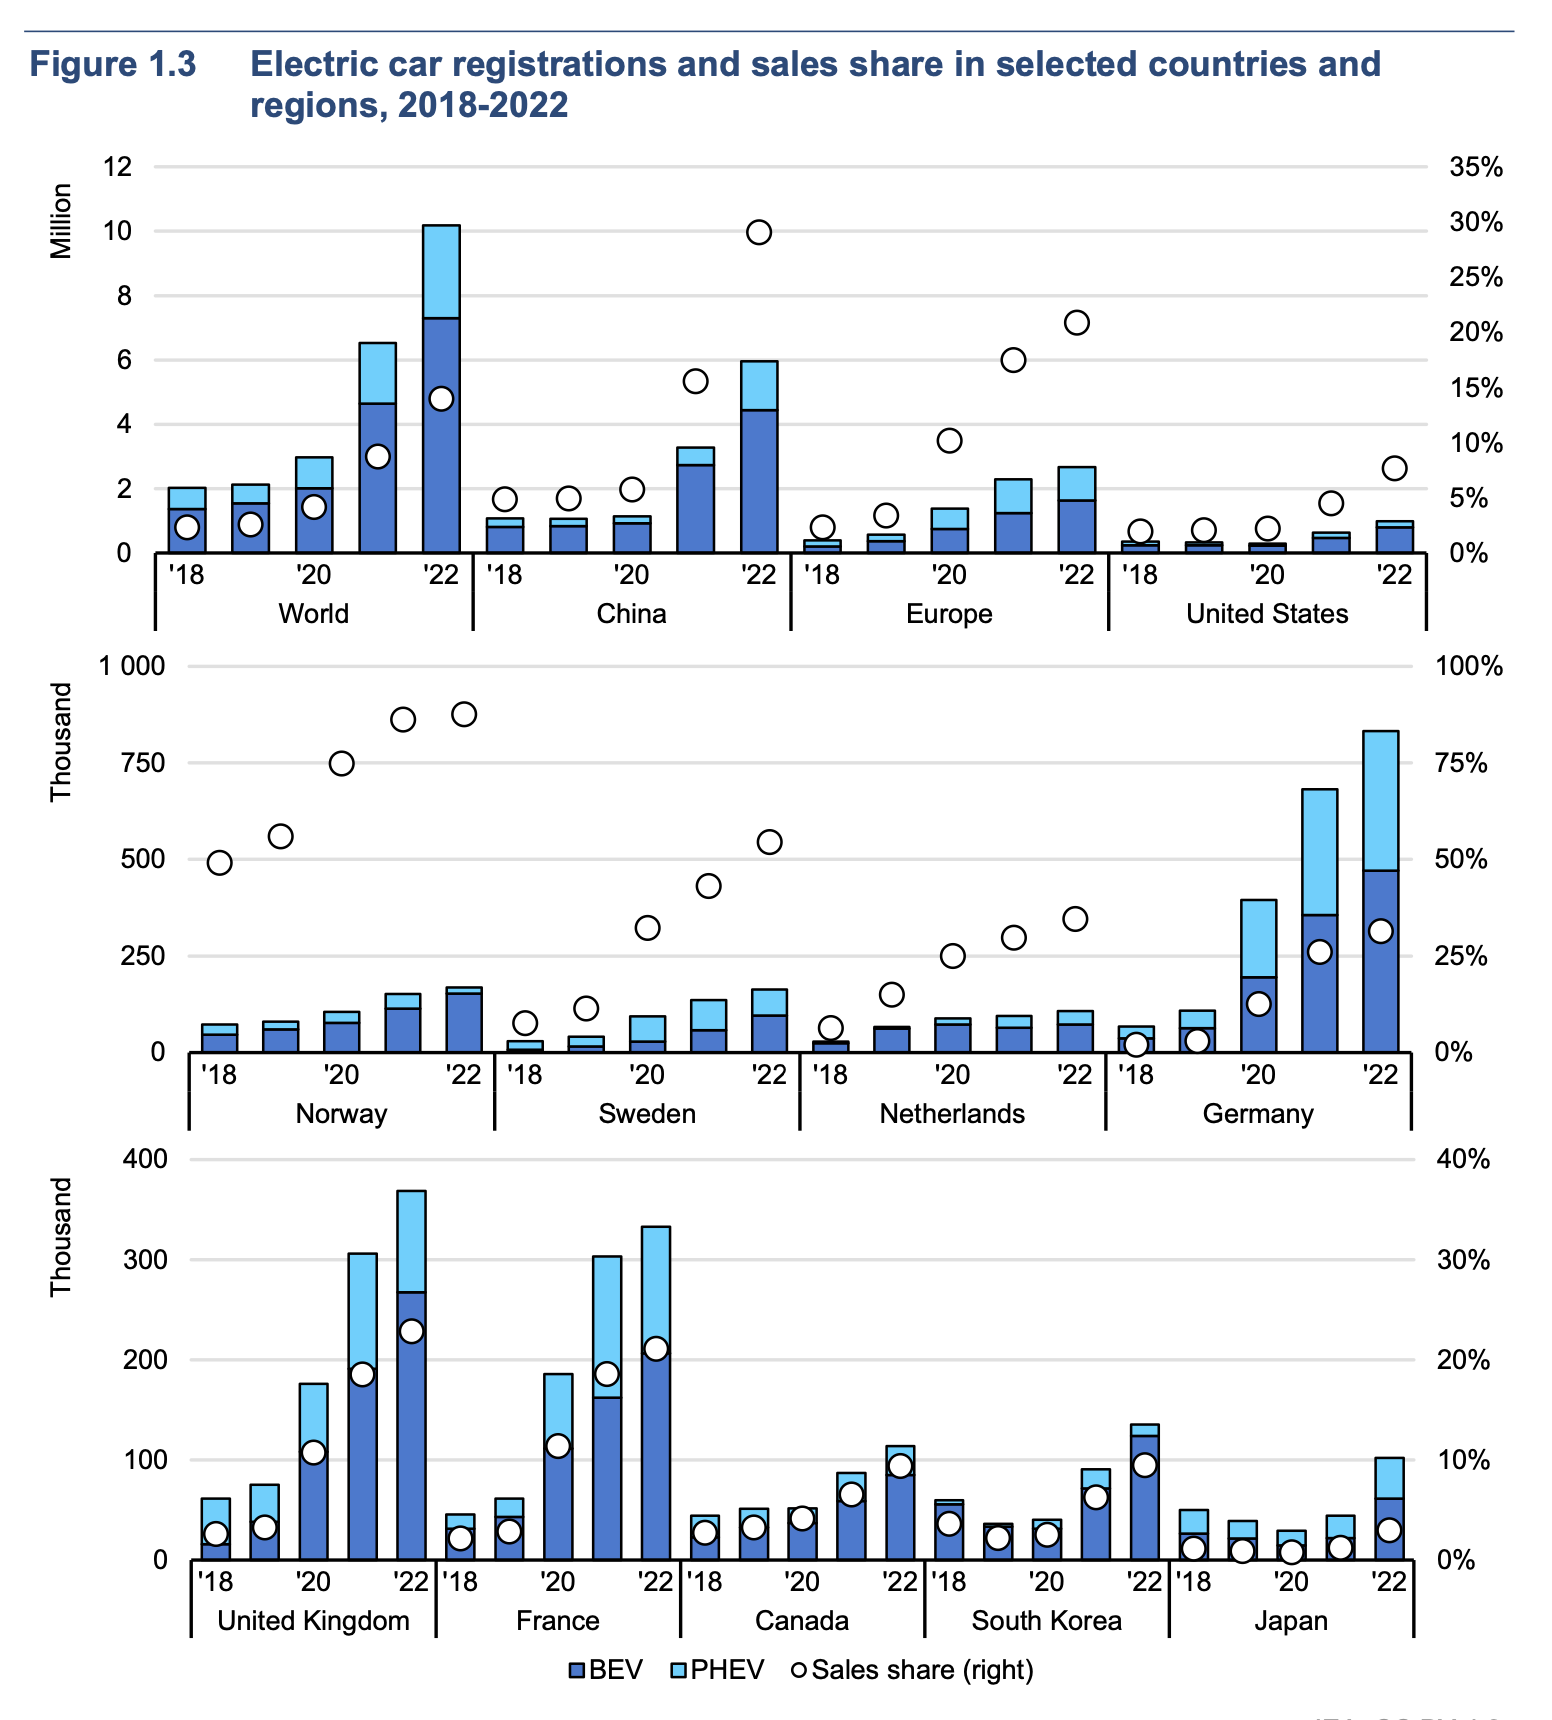 Figure 1.3 Electric car registrations and sales share in selected countries and
regions, 2018-2022
Million
12 35%
10 30%
8 25%
6 20%
4 15%
2 10%
0 5%
0%
'18 '20 '22 '18 '20 '22 '18 '20 '22 '18 '20 '22
World China Europe United States
Thousand
1 000 100%
750 75%
500 50%
250 25%
0 0%
'18 '20 '22 '18 '20 '22 '18 '20 '22 '18 '20 '22
Norway Sweden Netherlands Germany
Thousand
400 40%
300 30%
200 20%
100 10%
0 0%
'18 '20 '22 '18 '20 '22 '18 '20 '22 '18 '20 '22 '18 '20 '22
United Kingdom France Canada South Korea Japan
BEV PHEV Sales share (right)